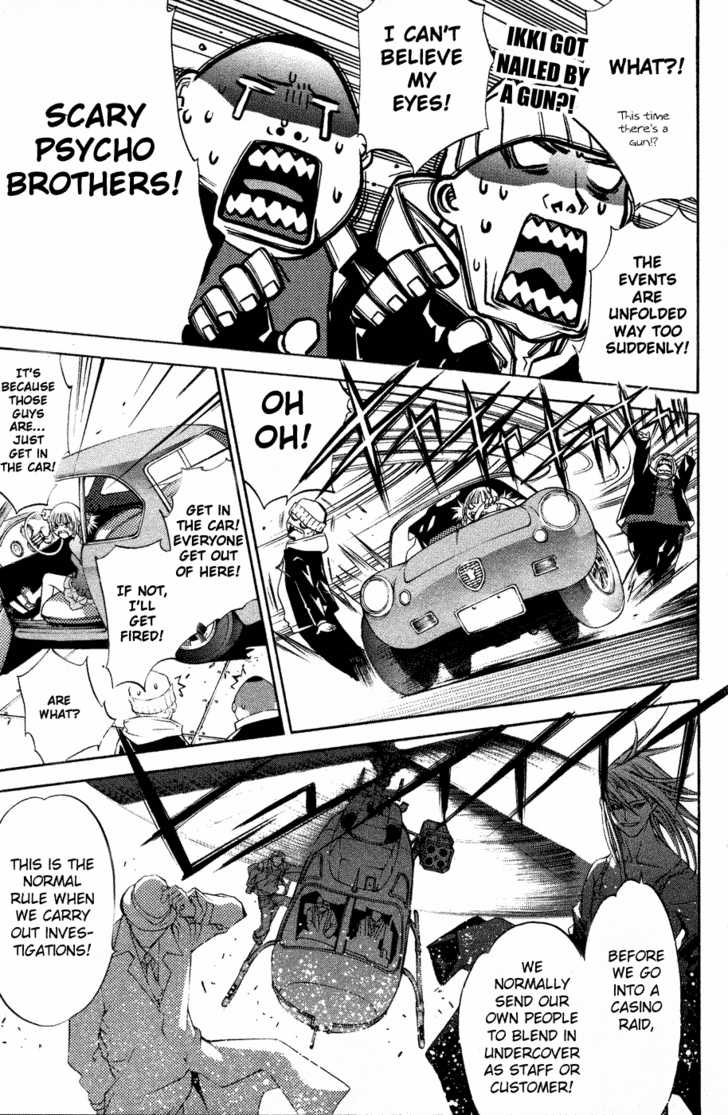 WHAT?!
This time
there's a
Gun!?
IKKI GOT
NAILED BY
A GUN?!
I CAN'T
BELIEVE
MY
EYES!
SCARY
PSYCHO
BROTHERS!
THE
EVENTS
ARE
UNFOLDED
WAY TOO
SUDDENLY!
OH
OH!
IT'S
BECAUSE
THOSE
GUYS
ARE...
JUST
GET IN
THE CAR!
GET IN
THE CAR!
EVERYONE
GET OUT
OF HERE!
IF NOT,
I'LL
GET
FIRED!
ARE
WHAT?
BEFORE
WE GO
INTO A
CASINO
RAID,
WE
NORMALLY
SEND OUR
OWN PEOPLE
TO BLEND IN
UNDERCOVER
AS STAFF OR
CUSTOMER!
THIS IS THE
NORMAL
RULE WHEN
WE CARRY
OUT INVES-
TIGATIONS!